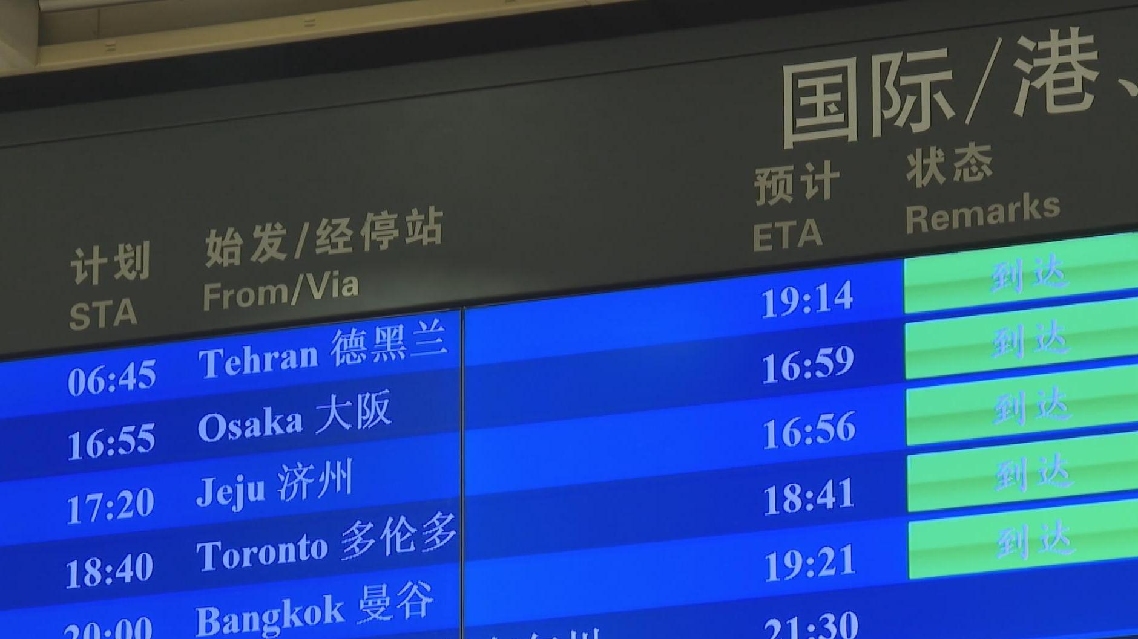 国际/港、
计划 始发/经停站 预计 状态
STA From/Via ETA Remarks
06:45 Tehran 德黑兰 19:14 到达
16:55 Osaka 大阪 16:59 到达
17:20 Jeju 济州 16:56 到达
18:40 Toronto 多伦多 18:41 到达
20:00 Bangkok 曼谷 19:21 到达
21:30